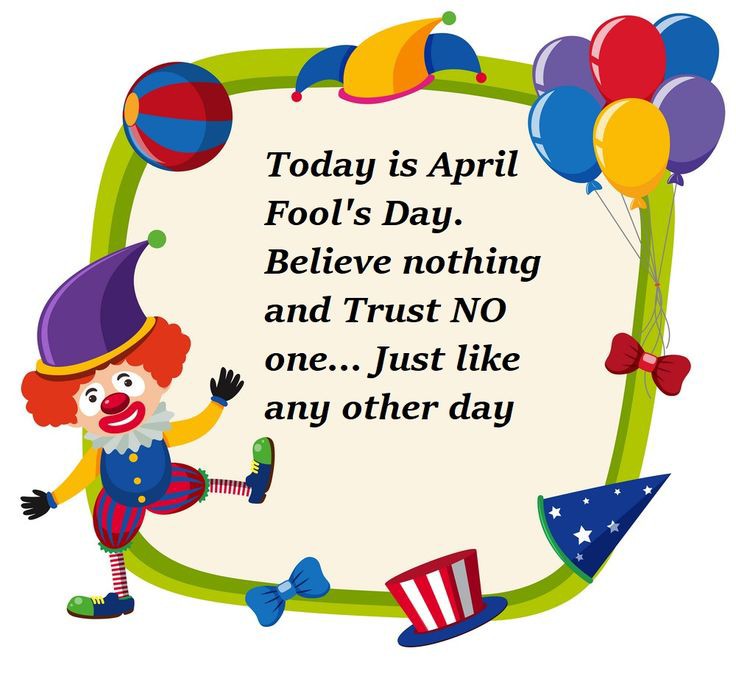 Today is April
Fool's Day.
Believe nothing
and Trust NO
one... Just like
any other day